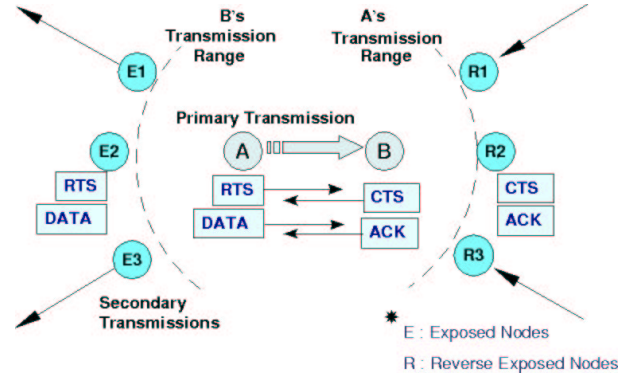 B's
Transmission
Range
A's
Transmission
Range
E1
R1
Primary Transmission
E2
A
B
R2
RTS
DATA
RTS
CTS
DATA
ACK
CTS
ACK
E3
R3
Secondary
Transmissions
* E : Exposed Nodes
R : Reverse Exposed Nodes